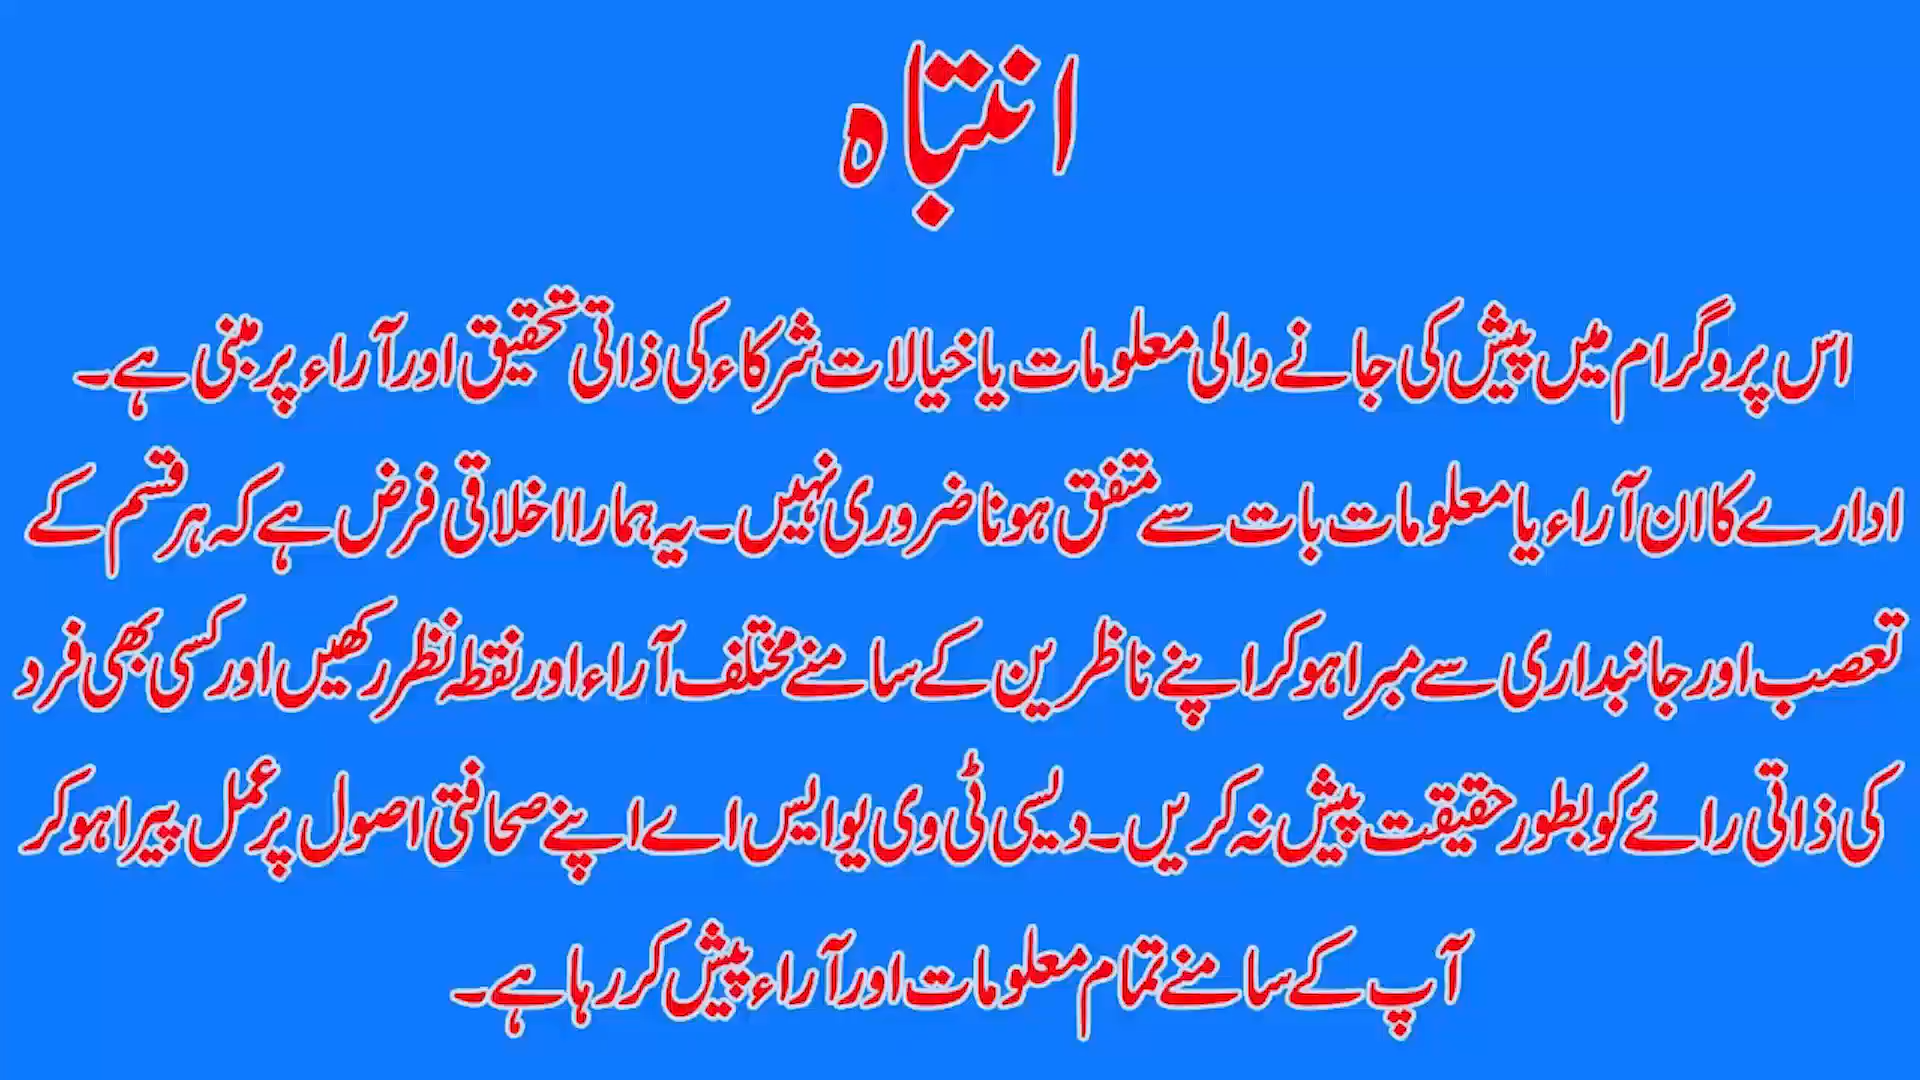 انتباہ
اس پروگرام میں پیش کی جانے والی معلومات یا خیالات شرکاء کی ذاتی تحقیق اور آراء پر مبنی ہے۔
ادارے کا ان آراء یا معلومات بات سے متفق ہونا ضروری نہیں۔ یہ ہمارا اخلاقی فرض ہے کہ ہر قسم کے
تعصب اور جانبداری سے مبرا ہو کر اپنے ناظرین کے سامنے مختلف آراء اور نقطہ نظر رکھیں اور کسی بھی فرد
کی ذاتی رائے کو بطور حقیقت پیش نہ کریں۔ دیسی ٹی وی یو ایس اے اپنے صحافتی اصول پر عمل پیرا ہو کر
آپ کے سامنے تمام معلومات اور آراء پیش کر رہا ہے۔